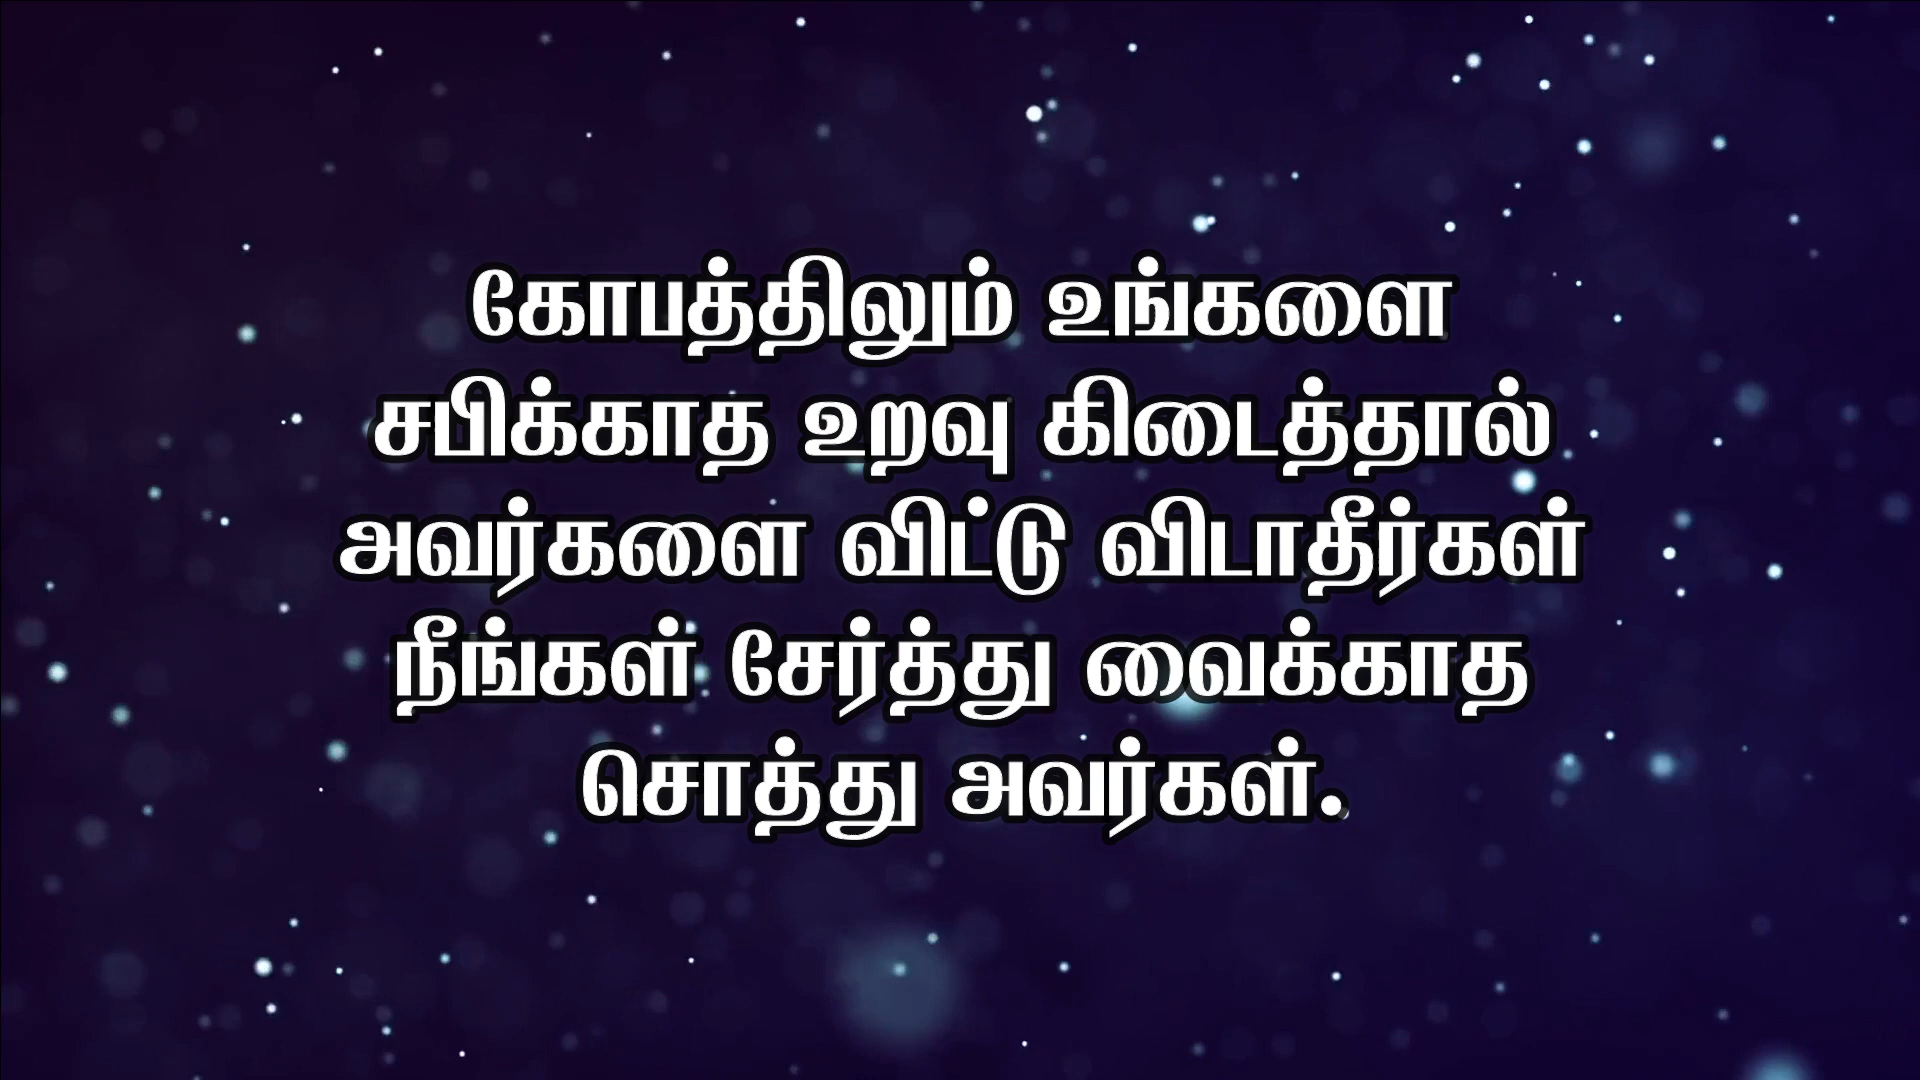 கோபத்திலும் உங்களை
சபிக்காத உறவு கிடைத்தால்
அவர்களை விட்டு விடாதீர்கள்
நீங்கள் சேர்த்து வைக்காத
சொத்து அவர்கள்.